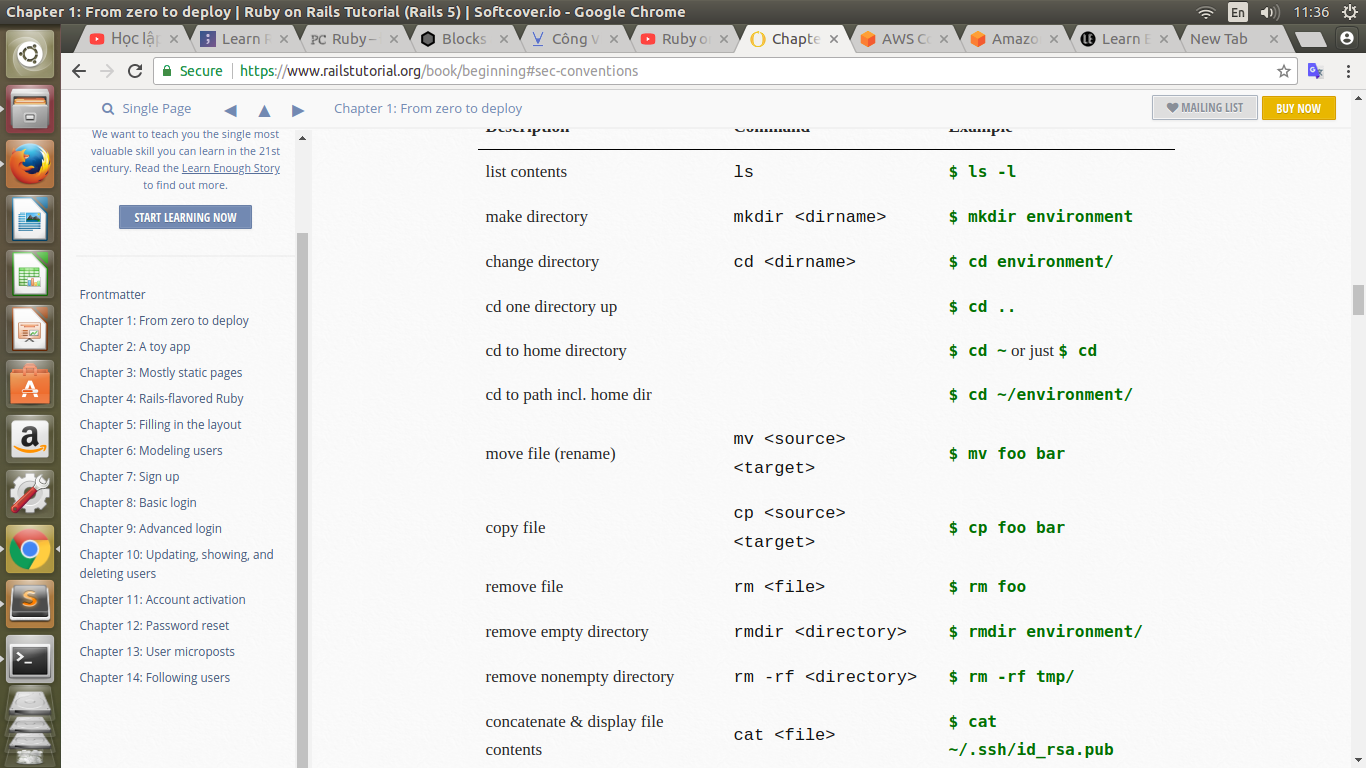 Chapter 1: From zero to deploy | Ruby on Rails Tutorial (Rails 5) | Softcover.io - Google Chrome
En
11:36
Học lậ
Learn
Ruby
Blocks
Công
Ruby o
Chapte
AWS C
Amazo
Learn E
New Tab
Secure
https://www.railstutorial.org/book/beginning#sec-conventions
Single Page
Chapter 1: From zero to deploy
MAILING LIST
BUY NOW
We want to teach you the single most
valuable skill you can learn in the 21st
century. Read the Learn Enough Story
to find out more.
START LEARNING NOW
Frontmatter
Chapter 1: From zero to deploy
Chapter 2: A toy app
Chapter 3: Mostly static pages
Chapter 4: Rails-flavored Ruby
Chapter 5: Filling in the layout
Chapter 6: Modeling users
Chapter 7: Sign up
Chapter 8: Basic login
Chapter 9: Advanced login
Chapter 10: Updating, showing, and
deleting users
Chapter 11: Account activation
Chapter 12: Password reset
Chapter 13: User microposts
Chapter 14: Following users
Description Command Example
list contents ls $ ls -l
make directory mkdir <dirname> $ mkdir environment
change directory cd <dirname> $ cd environment/
cd one directory up $ cd ..
cd to home directory $ cd ~ or just $ cd
cd to path incl. home dir $ cd ~/environment/
mv <source>
move file (rename) $ mv foo bar
<target>
cp <source>
copy file $ cp foo bar
<target>
remove file rm <file> $ rm foo
remove empty directory rmdir <directory> $ rmdir environment/
remove nonempty directory rm -rf <directory> $ rm -rf tmp/
concatenate & display file $ cat
cat <file>
contents ~/.ssh/id_rsa.pub